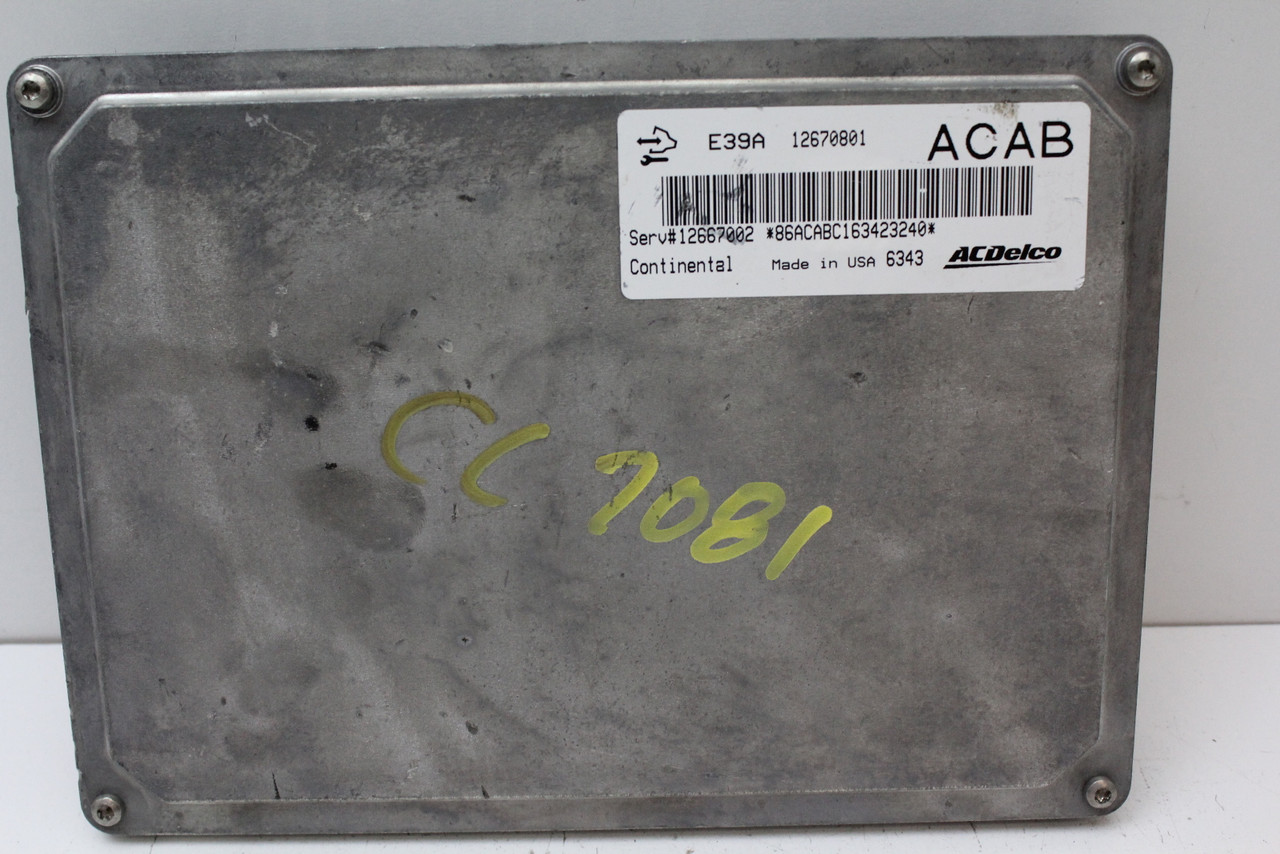 E39A 12670801 ACAB
Serv#12667002 *86ACABC163423240*
Continental Made in USA 6343 ACDelco
CC 7081